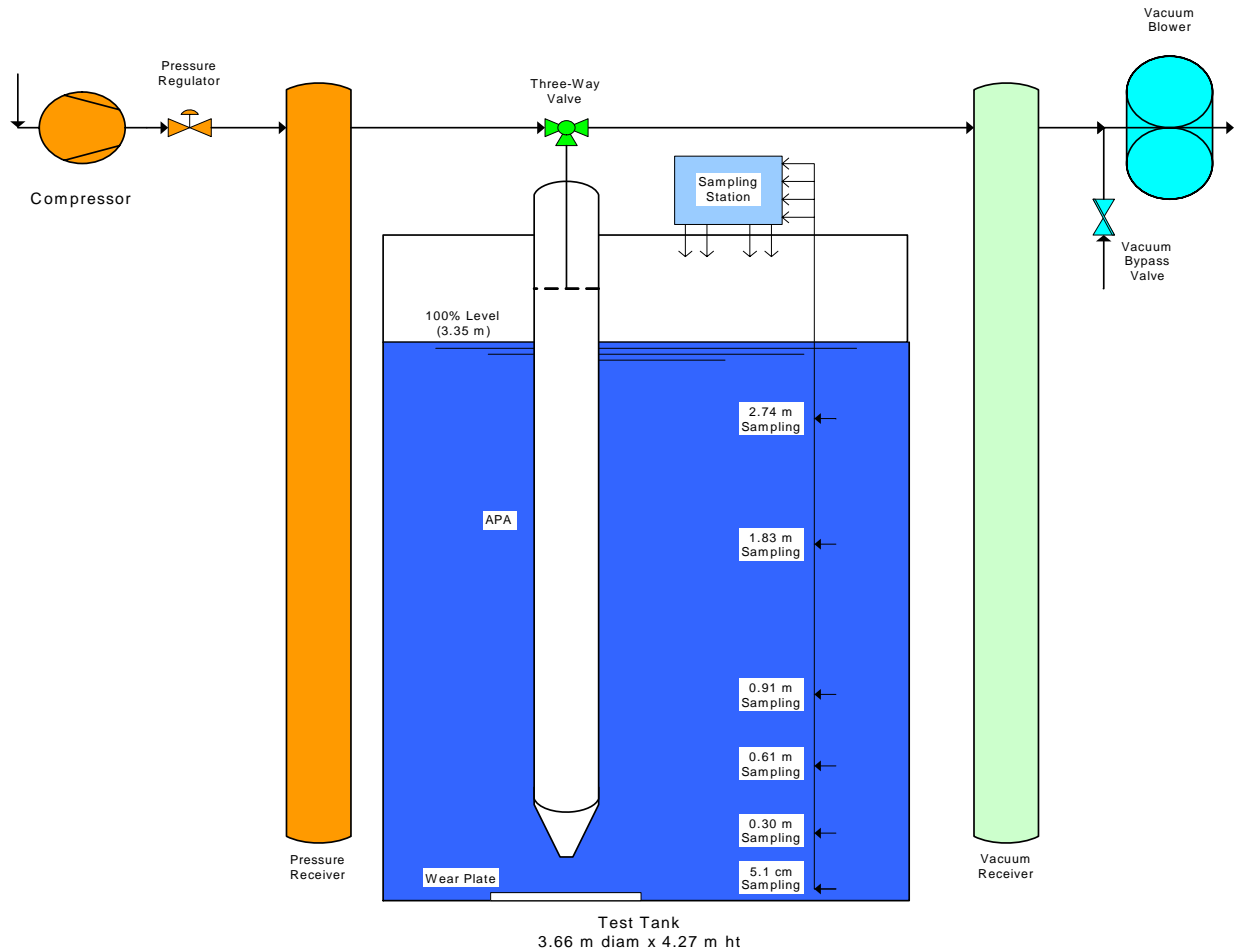 Vacuum
Blower
Pressure
Regulator
Three-Way
Valve
Compressor
Sampling
Station
Vacuum
Bypass
Valve
100% Level
(3.35 m)
2.74 m
Sampling
APA
1.83 m
Sampling
0.91 m
Sampling
0.61 m
Sampling
0.30 m
Sampling
Pressure
Receiver
Wear Plate
5.1 cm
Sampling
Vacuum
Receiver
Test Tank
3.66 m diam x 4.27 m ht